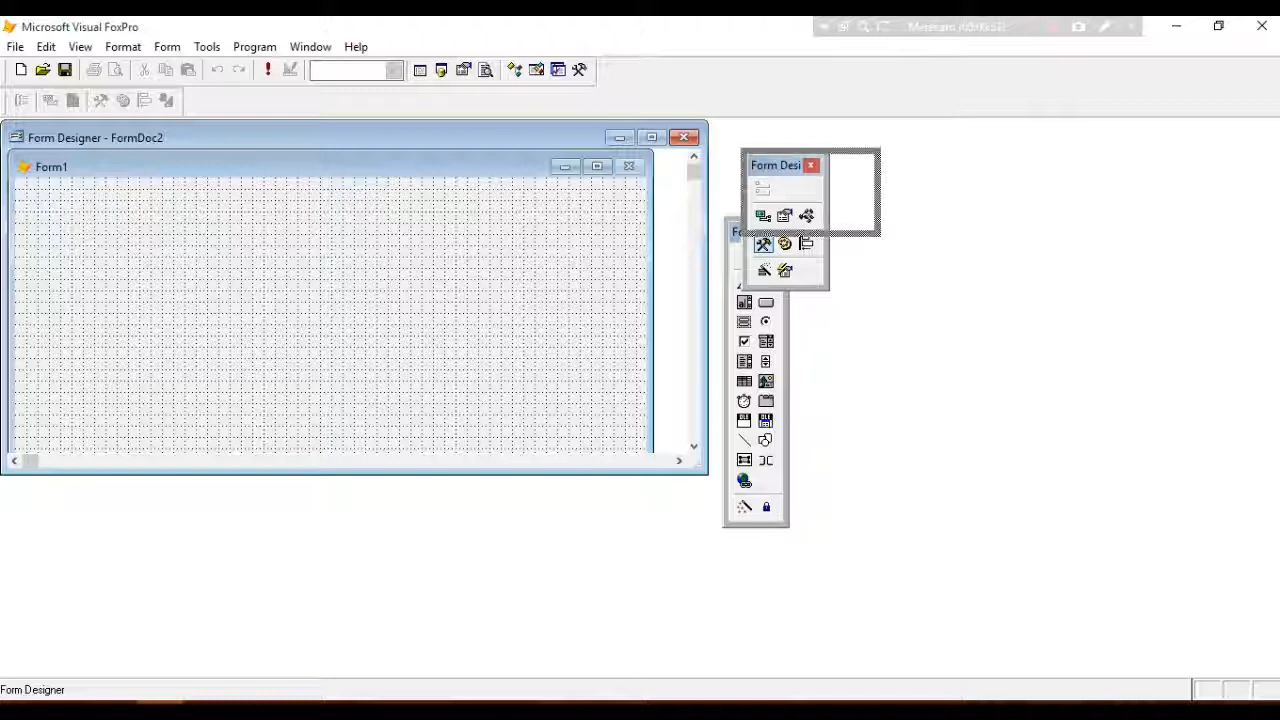 Microsoft Visual FoxPro
File Edit View Format Form Tools Program Window Help
Form Designer - FormDoc2
Form1
Form Desi
Fo
Form Designer